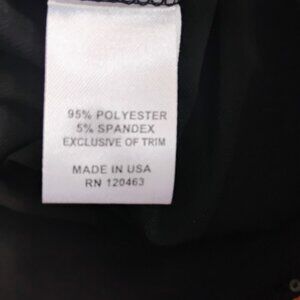 95% POLYESTER
5% SPANDEX
EXCLUSIVE OF TRIM
MADE IN USA
RN 120463